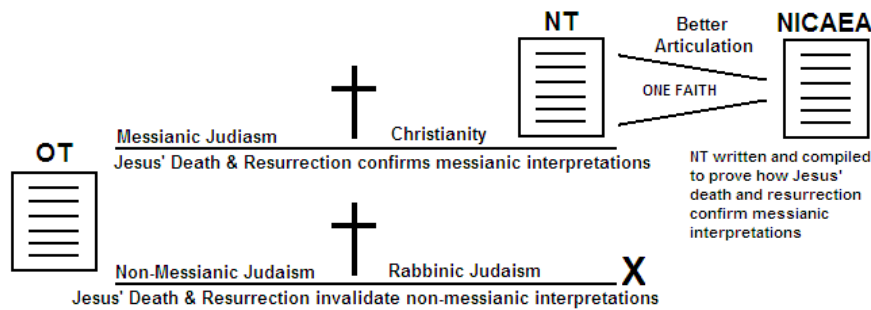 NT
Better
Articulation
NICAEA
ONE FAITH
Messianic Judiasm
Christianity
OT
Jesus' Death & Resurrection confirms messianic interpretations
NT written and compiled
to prove how Jesus'
death and resurrection
confirm messianic
interpretations
Non-Messianic Judaism
Rabbinic Judaism
X
Jesus' Death & Resurrection invalidate non-messianic interpretations